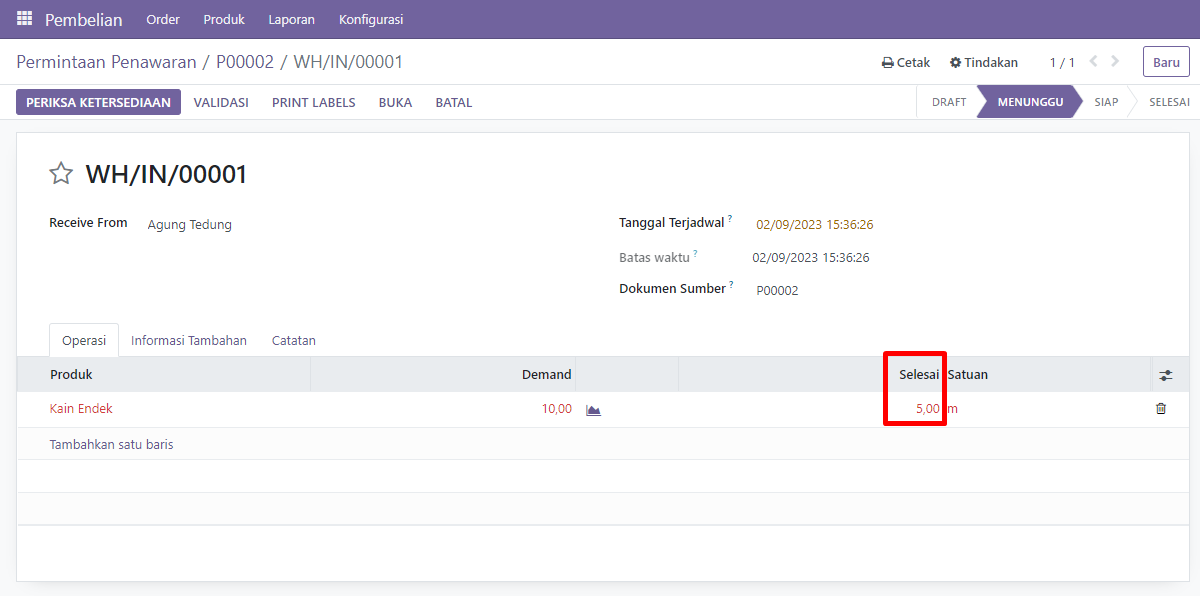 Pembelian Order Produk Laporan Konfigurasi
Permintaan Penawaran / P00002 / WH/IN/00001 Cetak Tindakan 1 / 1 Baru
PERIKSA KETERSEDIAAN VALIDASI PRINT LABELS BUKA BATAL DRAFT MENUNGGU SIAP SELESAI
WH/IN/00001
Receive From Agung Tedung Tanggal Terjadwal ? 02/09/2023 15:36:26
Batas waktu ? 02/09/2023 15:36:26
Dokumen Sumber ? P00002
Operasi Informasi Tambahan Catatan
Produk Demand Selesai Satuan
Kain Endek 10,00 5,00 m
Tambahkan satu baris